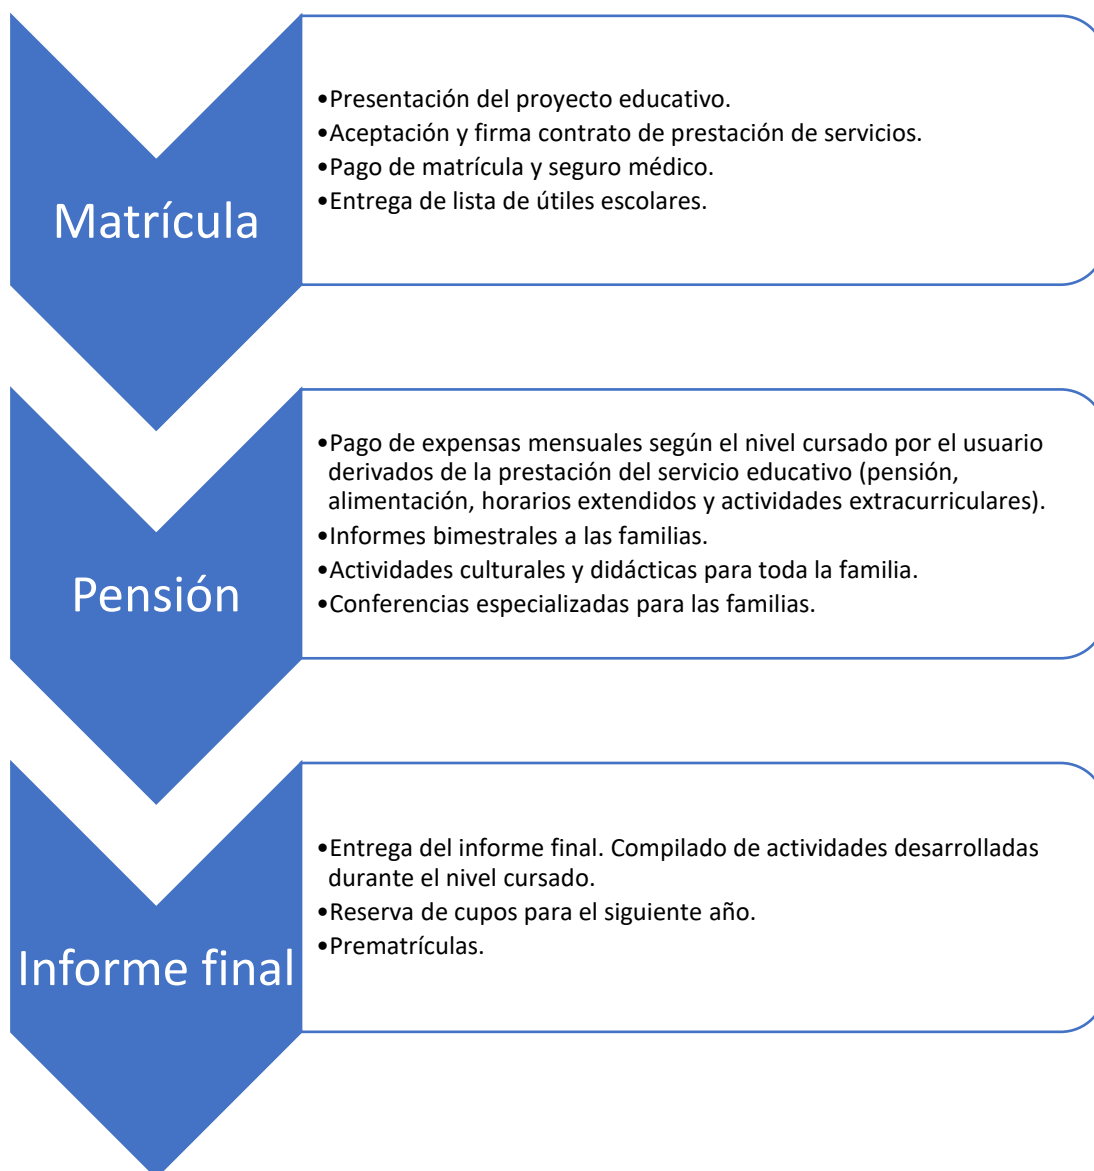 Matrícula
•Presentación del proyecto educativo.
•Aceptación y firma contrato de prestación de servicios.
•Pago de matrícula y seguro médico.
•Entrega de lista de útiles escolares.
Pensión
•Pago de expensas mensuales según el nivel cursado por el usuario
derivados de la prestación del servicio educativo (pensión,
alimentación, horarios extendidos y actividades extracurriculares).
•Informes bimestrales a las familias.
•Actividades culturales y didácticas para toda la familia.
•Conferencias especializadas para las familias.
Informe final
•Entrega del informe final. Compilado de actividades desarrolladas
durante el nivel cursado.
•Reserva de cupos para el siguiente año.
•Prematrículas.